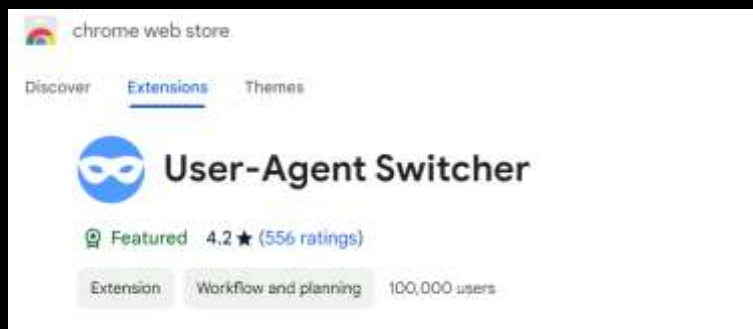 chrome web store
Discover Extensions Themes
User-Agent Switcher
Featured 4.2 ★ (556 ratings)
Extension Workflow and planning 100,000 users